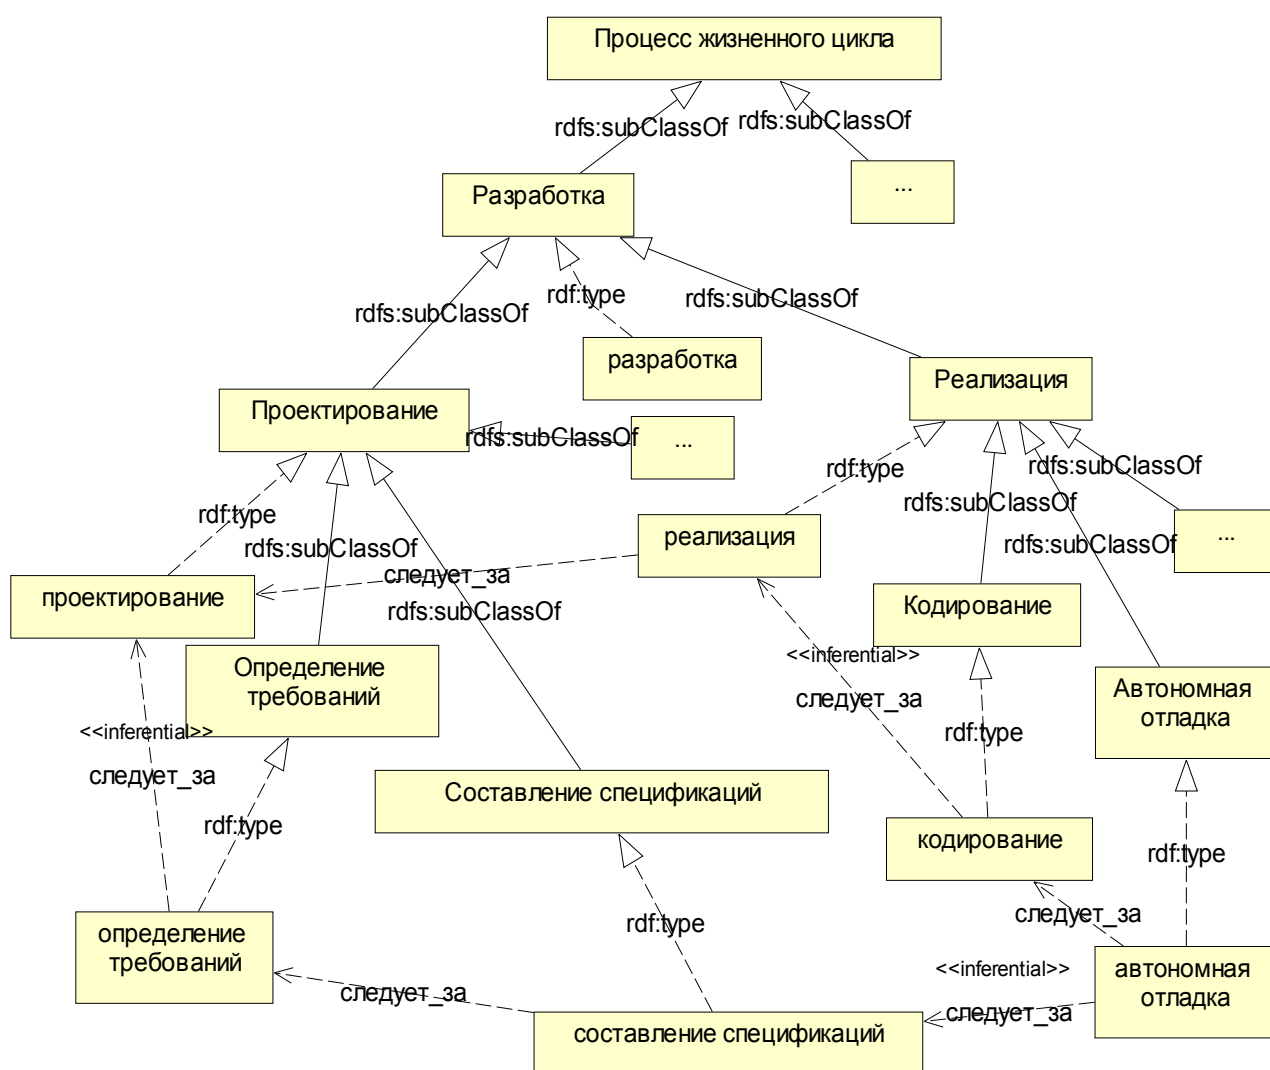 Процесс жизненного цикла
rdfs:subClassOf
rdfs:subClassOf
Разработка
...
rdf:type
rdfs:subClassOf
rdfs:subClassOf
разработка
Реализация
Проектирование
rdfs:subClassOf
...
rdf:type
rdfs:subClassOf
rdfs:subClassOf
rdf:type
реализация
...
rdfs:subClassOf
rdfs:subClassOf
следует_за
проектирование
Кодирование
rdfs:subClassOf
<<inferential>>
следует_за
Определение
требований
Автономная
отладка
<<inferential>>
следует_за
rdf:type
Составление спецификаций
rdf:type
кодирование
rdf:type
следует_за
rdf:type
определение
требований
<<inferential>>
следует_за
автономная
отладка
следует_за
составление спецификаций